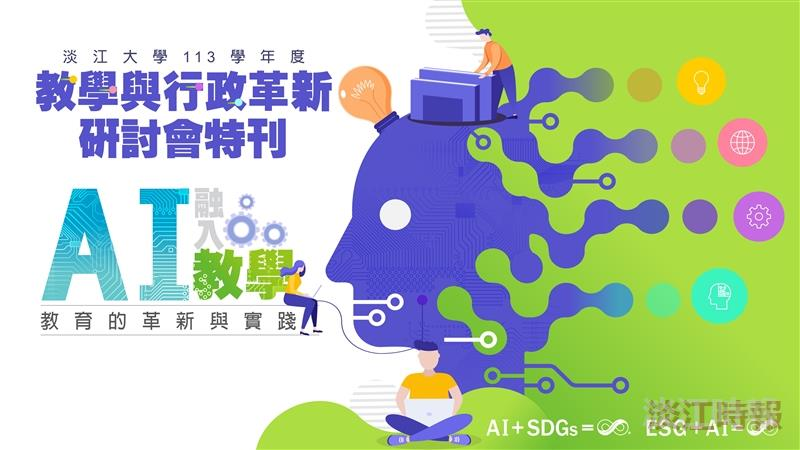 淡江大學113學年度
教學與行政革新
研討會特刊
AI融入教學
教育的革新與實踐
AI+SDGs=∞.
ESG+AI=∞
淡江時報